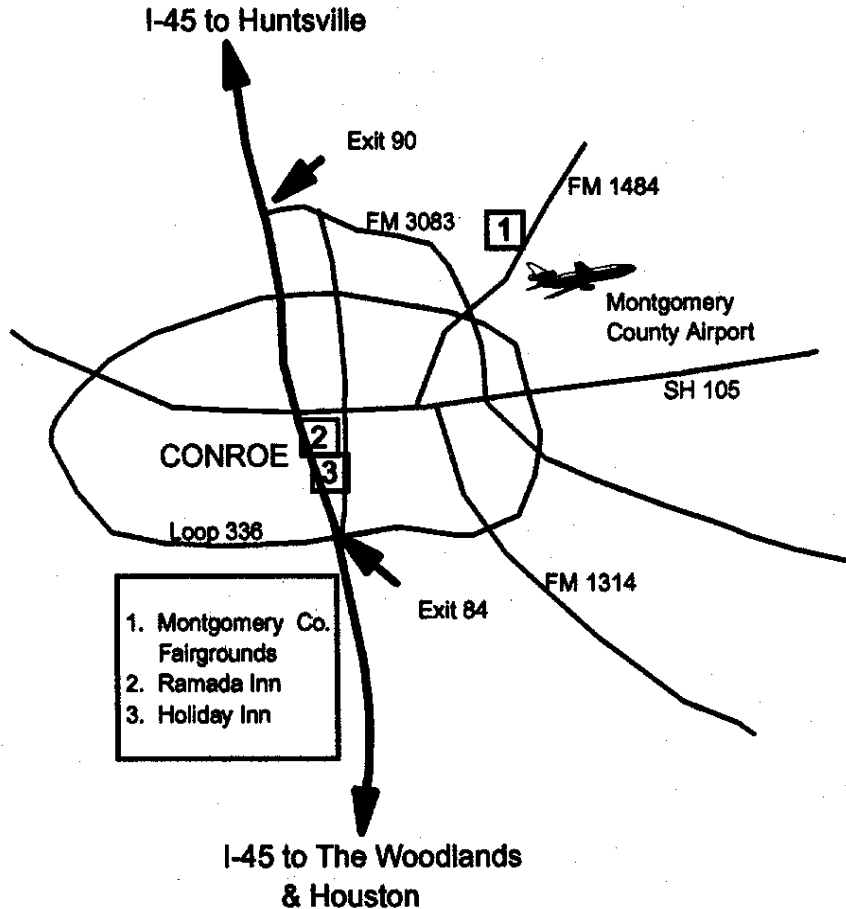 I-45 to Huntsville
Exit 90
FM 1484
FM 3083
1
Montgomery
County Airport
SH 105
2
CONROE
3
Loop 336
FM 1314
Exit 84
1. Montgomery Co.
Fairgrounds
2. Ramada Inn
3. Holiday Inn
I-45 to The Woodlands
& Houston